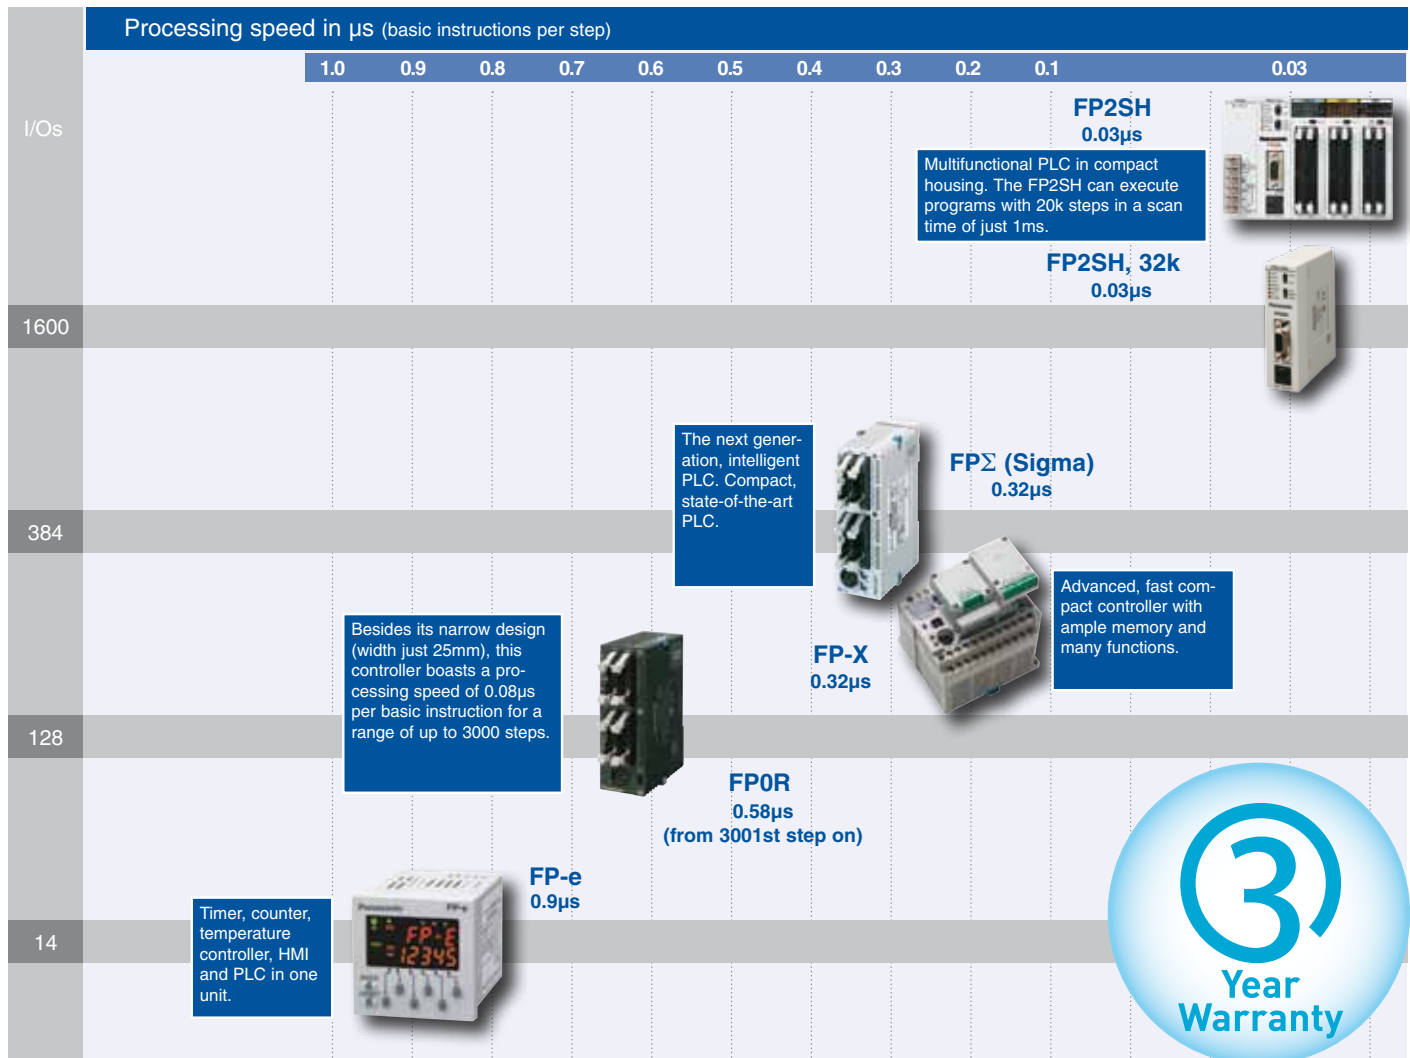 Processing speed in µs (basic instructions per step)
1.0 0.9 0.8 0.7 0.6 0.5 0.4 0.3 0.2 0.1 0.03
I/Os
FP2SH
0.03µs
Multifunctional PLC in compact
housing. The FP2SH can execute
programs with 20k steps in a scan
time of just 1ms.
FP2SH, 32k
0.03µs
1600
The next gener-
ation, intelligent
PLC. Compact,
state-of-the-art
PLC.
FPΣ (Sigma)
0.32µs
384
Advanced, fast com-
pact controller with
ample memory and
many functions.
FP-X
0.32µs
Besides its narrow design
(width just 25mm), this
controller boasts a pro-
cessing speed of 0.08µs
per basic instruction for a
range of up to 3000 steps.
128
FP0R
0.58µs
(from 3001st step on)
FP-e
0.9µs
Timer, counter,
temperature
controller, HMI
and PLC in one
unit.
Panasonic FP-e
FP-E
12345
14
3
Year
Warranty